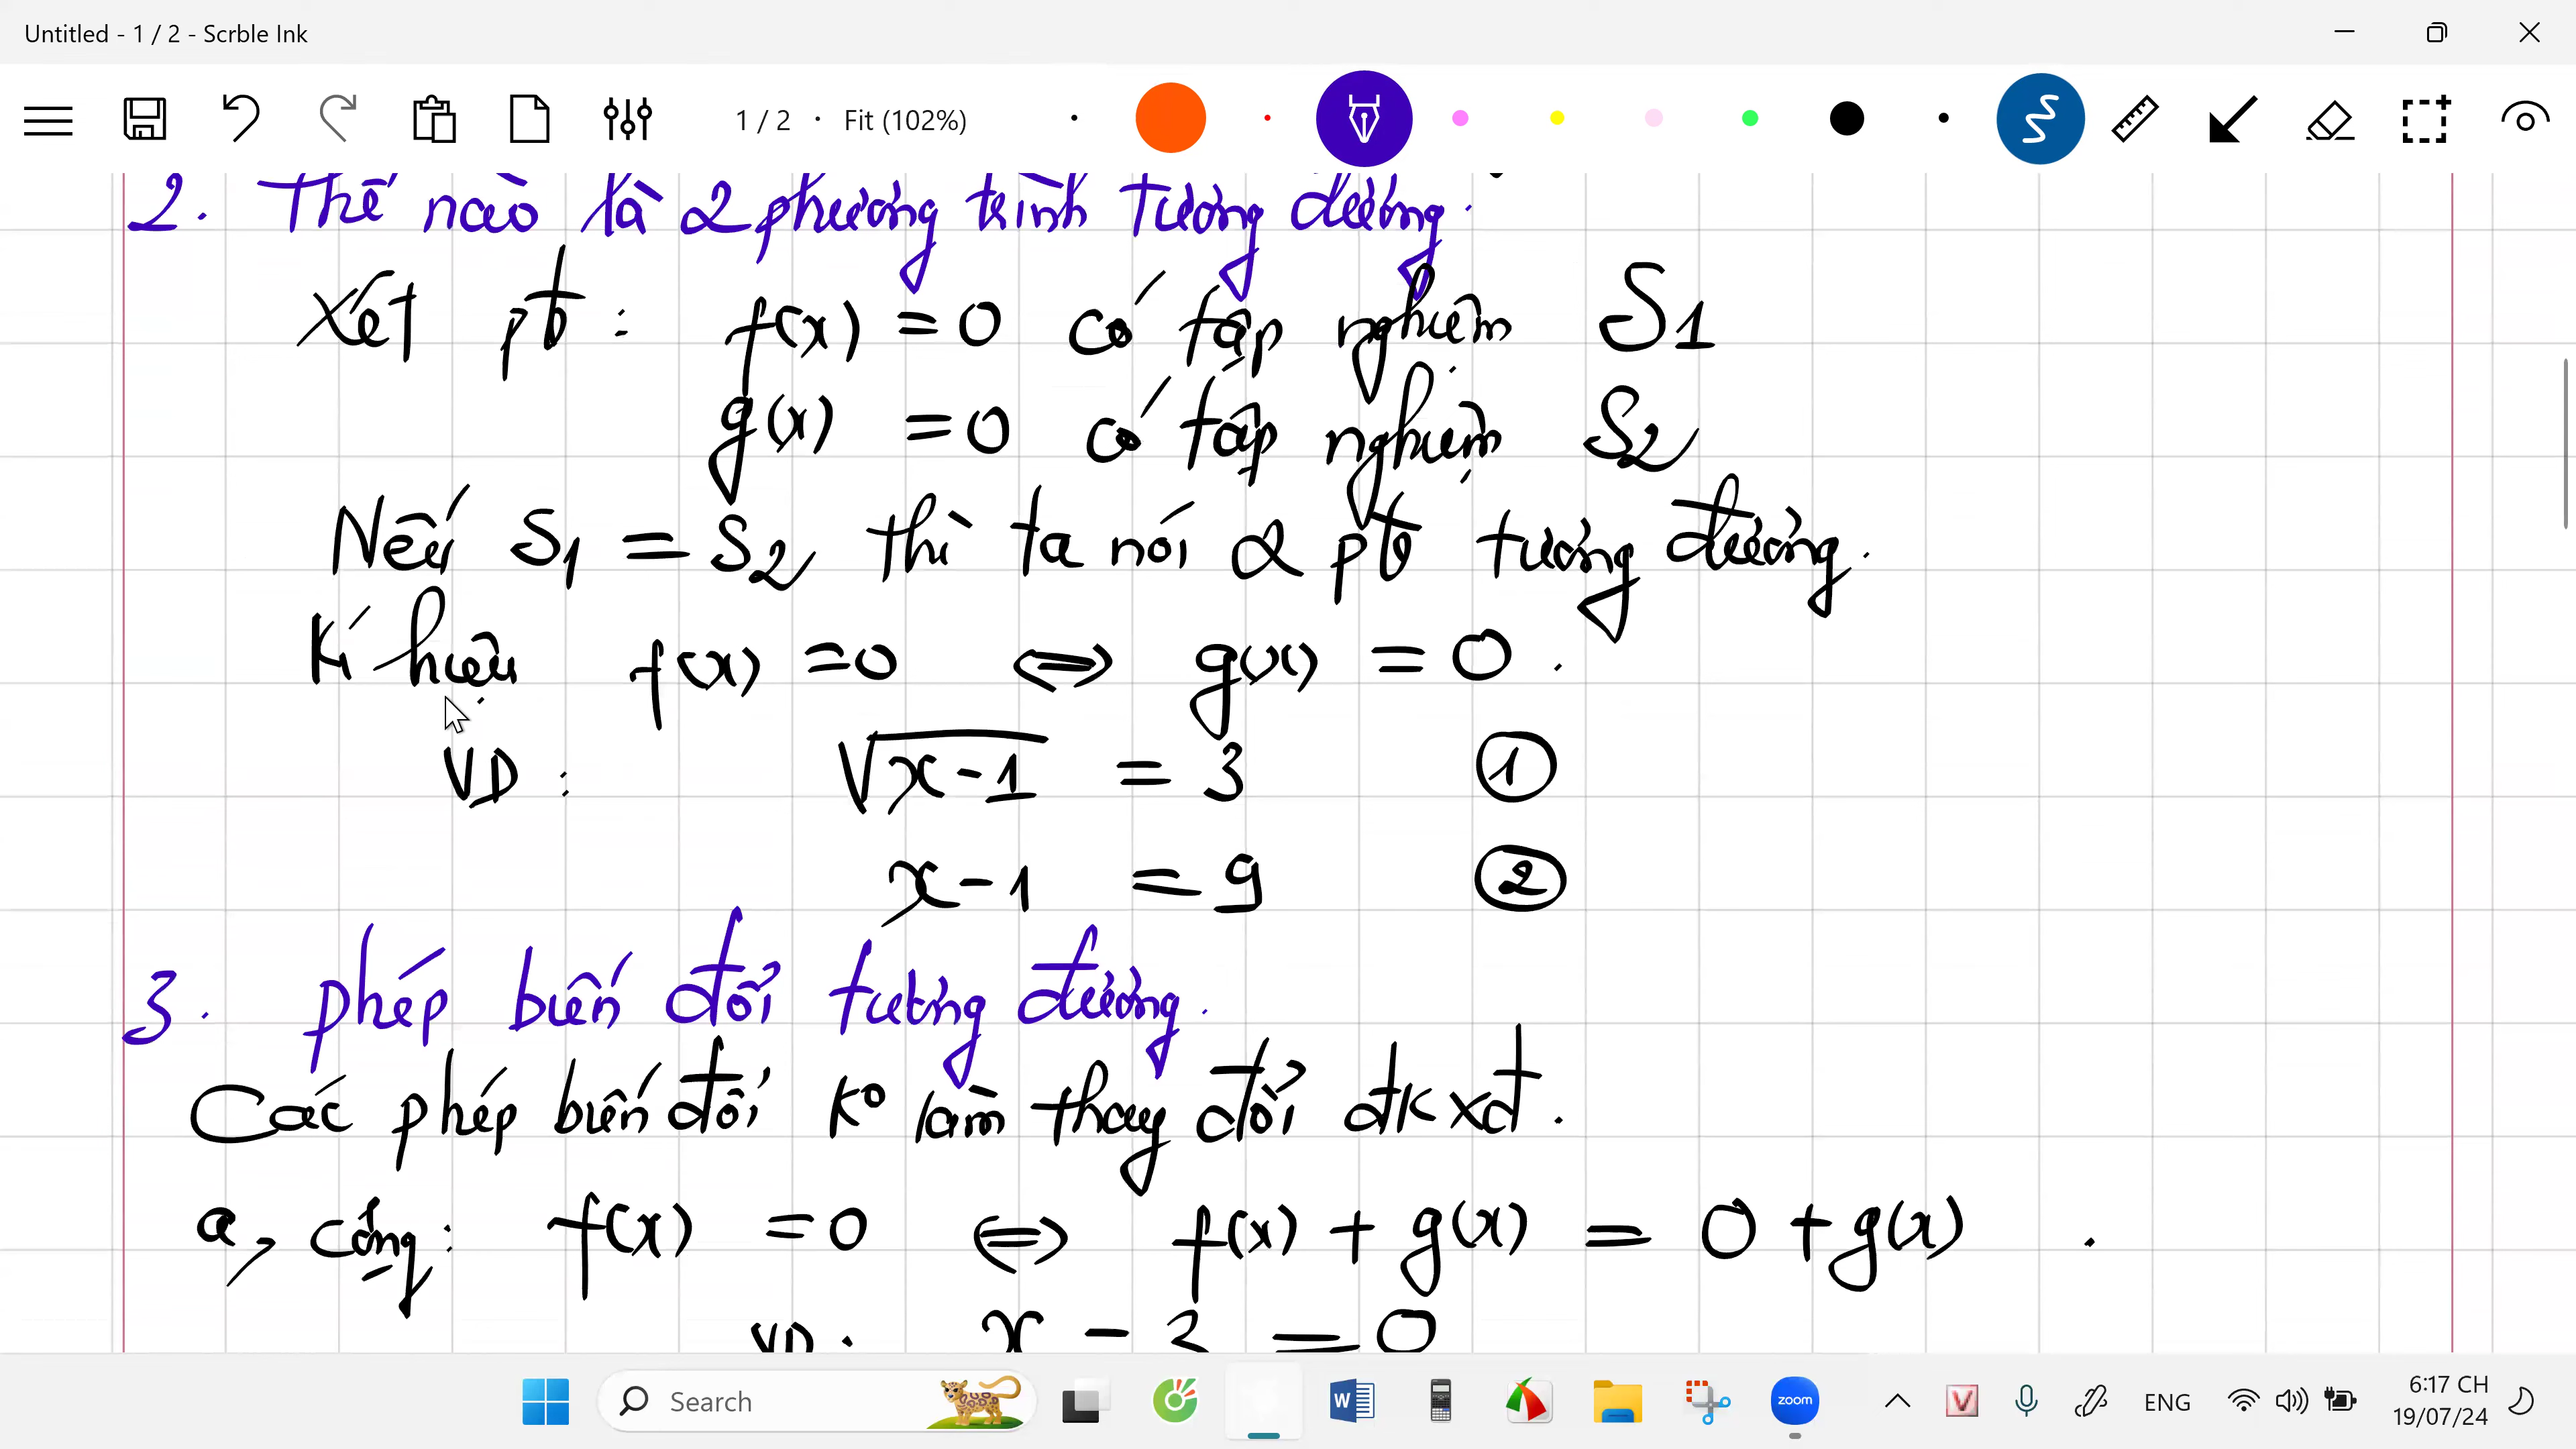 Untitled - 1 / 2 - Scrble Ink
1 / 2 · Fit (102%)
2. Thế nào là 2 phương trình tương đương.
Xét pt : f(x) = 0 có tập nghiệm S1
g(x) = 0 có tập nghiệm S2
Nếu S1 = S2 thì ta nói 2 pt tương đương.
Kí hiệu f(x) = 0 ⇔ g(x) = 0 .
VD : √x-1 = 3 ①
x-1 = 9 ②
3. phép biến đổi tương đương.
Các phép biến đổi k° làm thay đổi đkxđ.
a, cộng: f(x) = 0 ⇔ f(x) + g(x) = 0 + g(x) .
VD: x - 3 = 0
Search
zoom
ENG
6:17 CH
19/07/24